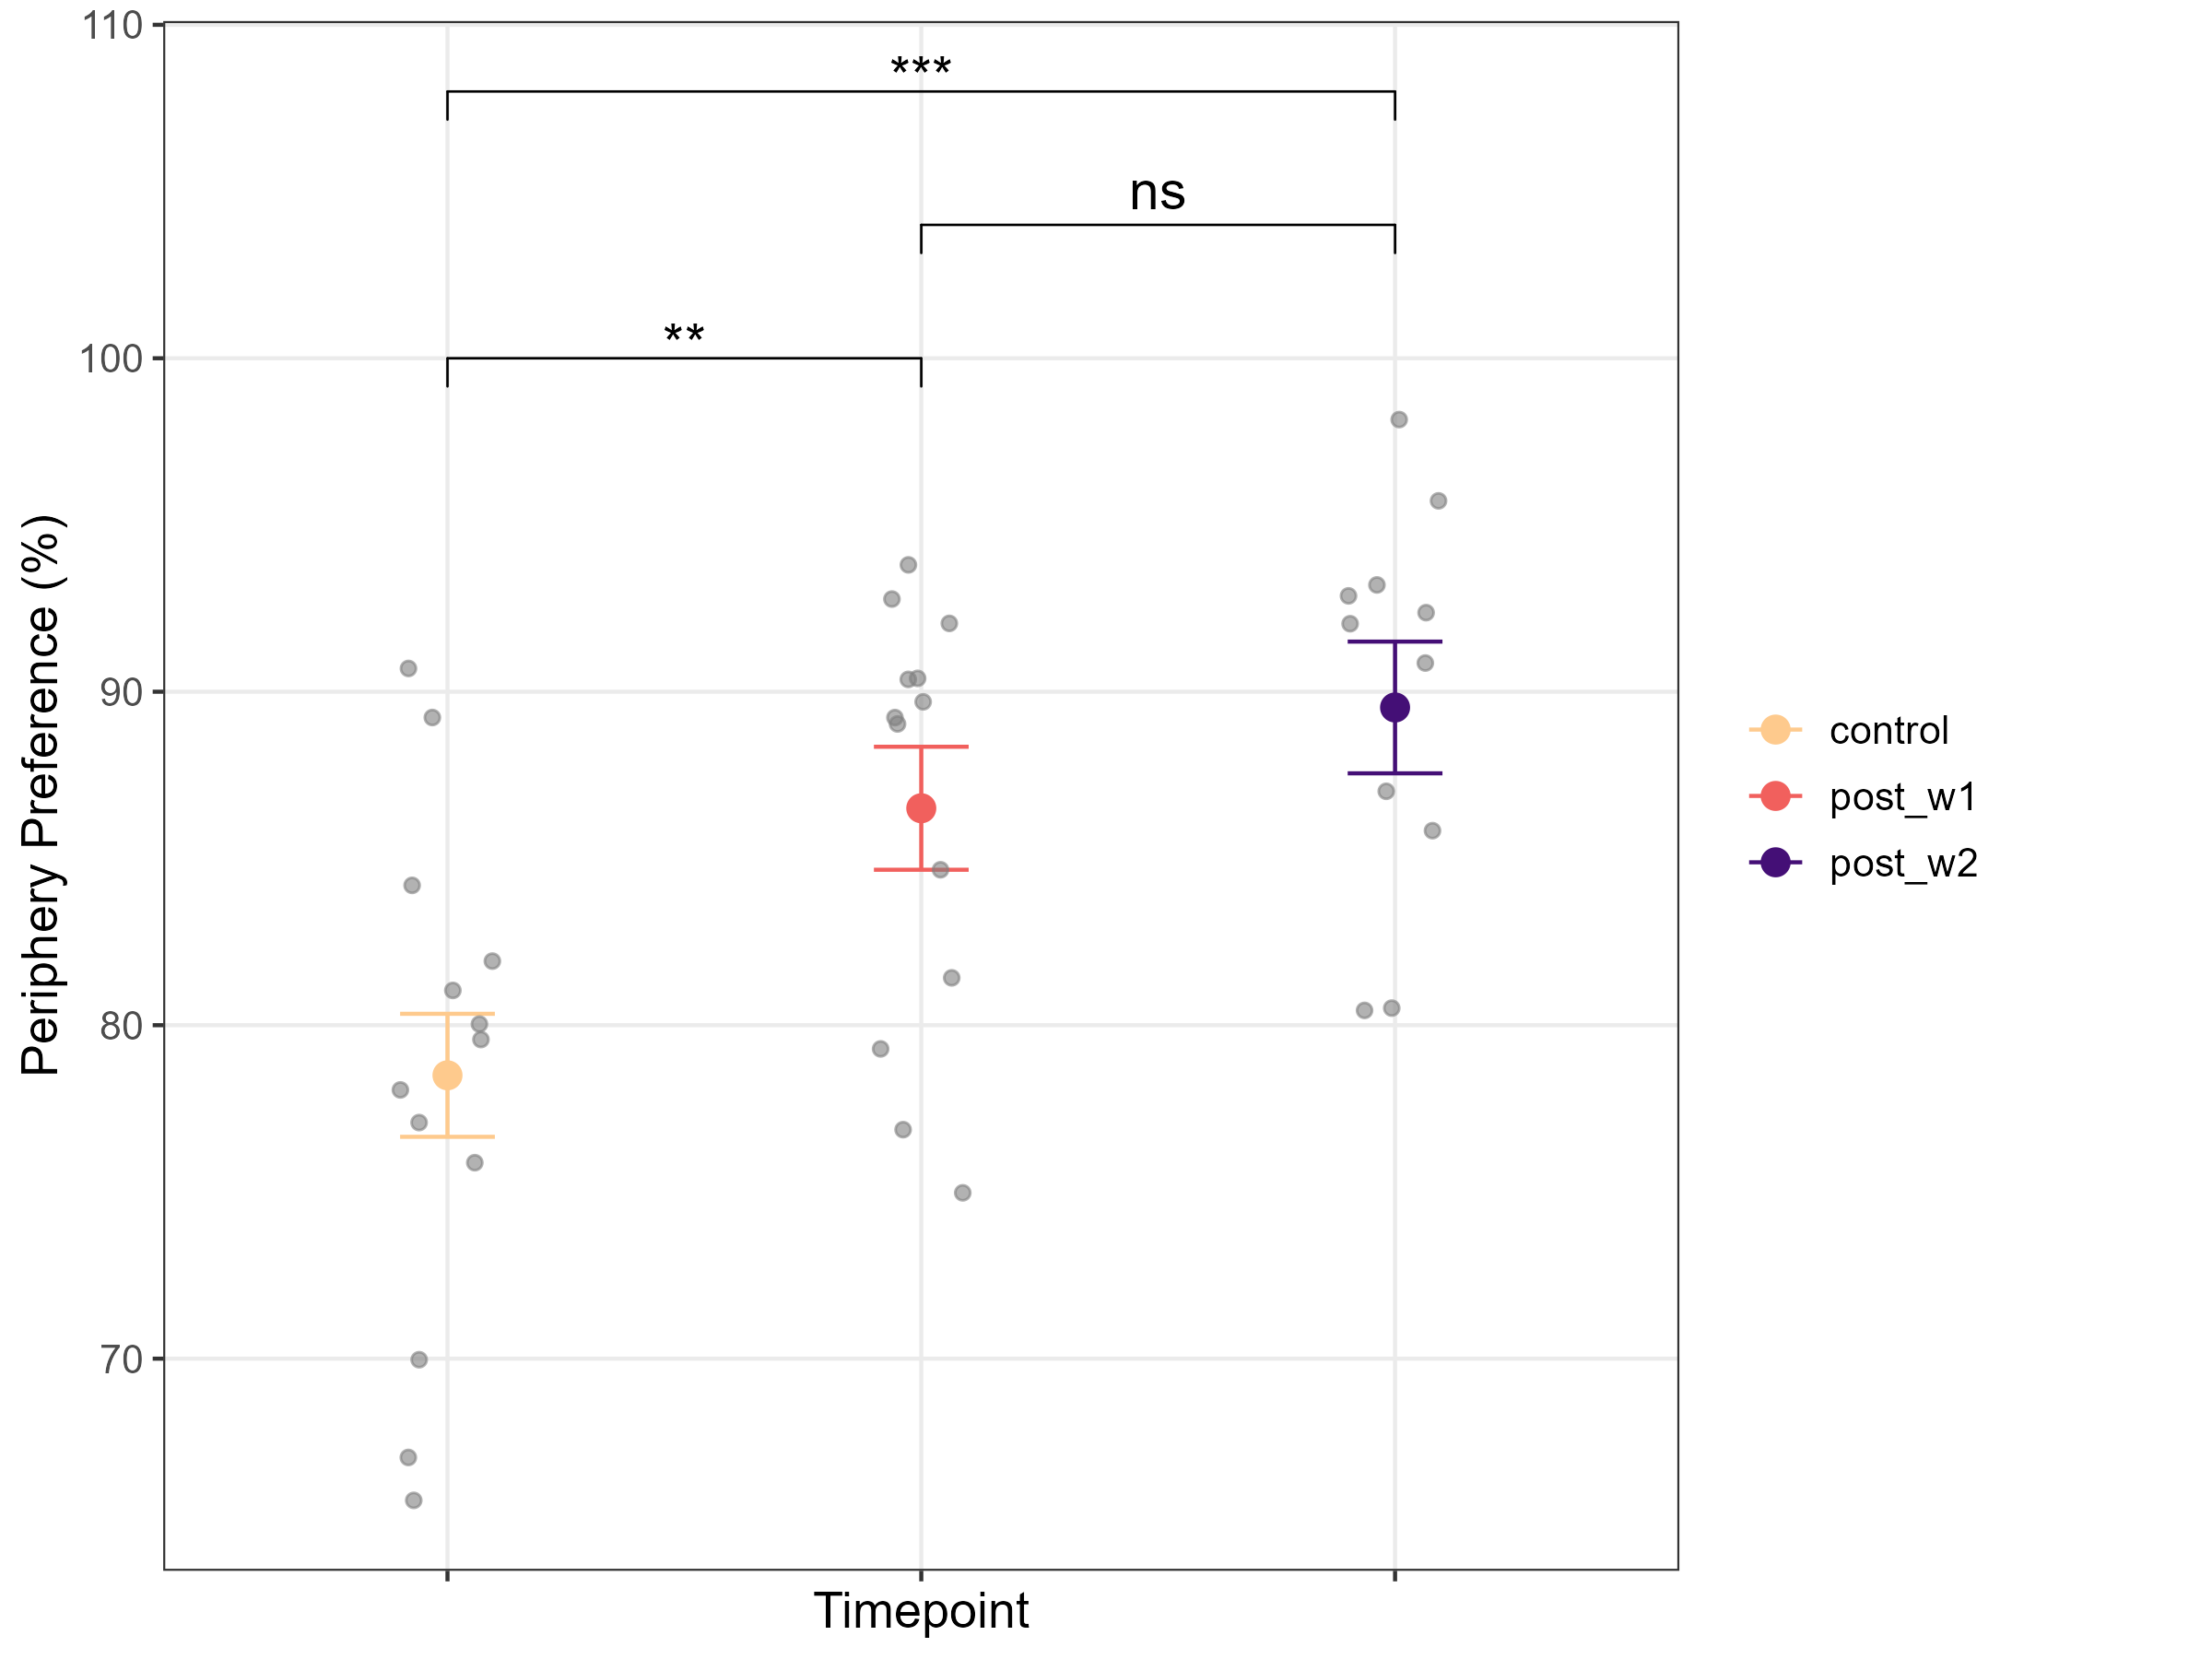 110
***
ns
100
**
Periphery Preference (%)
90
control
post_w1
80
post_w2
70
Timepoint